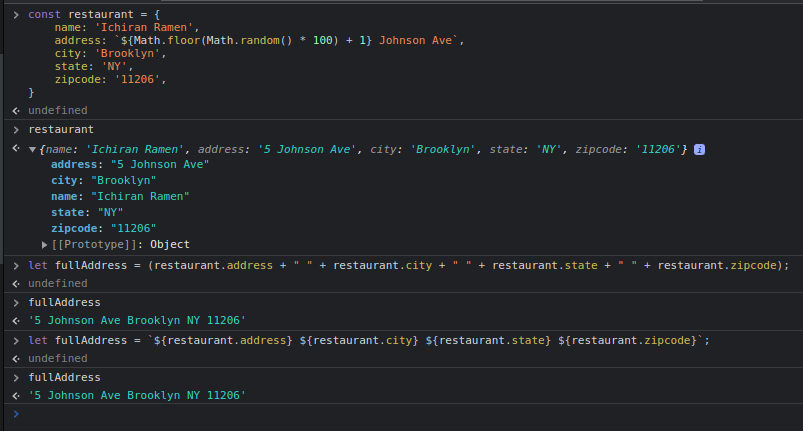 const restaurant = {
    name: 'Ichiran Ramen',
    address: `${Math.floor(Math.random() * 100) + 1} Johnson Ave`,
    city: 'Brooklyn',
    state: 'NY',
    zipcode: '11206',
}
undefined
restaurant
{name: 'Ichiran Ramen', address: '5 Johnson Ave', city: 'Brooklyn', state: 'NY', zipcode: '11206'} i
address: "5 Johnson Ave"
city: "Brooklyn"
name: "Ichiran Ramen"
state: "NY"
zipcode: "11206"
[[Prototype]]: Object
let fullAddress = (restaurant.address + " " + restaurant.city + " " + restaurant.state + " " + restaurant.zipcode);
undefined
fullAddress
'5 Johnson Ave Brooklyn NY 11206'
let fullAddress = `${restaurant.address} ${restaurant.city} ${restaurant.state} ${restaurant.zipcode}`;
undefined
fullAddress
'5 Johnson Ave Brooklyn NY 11206'